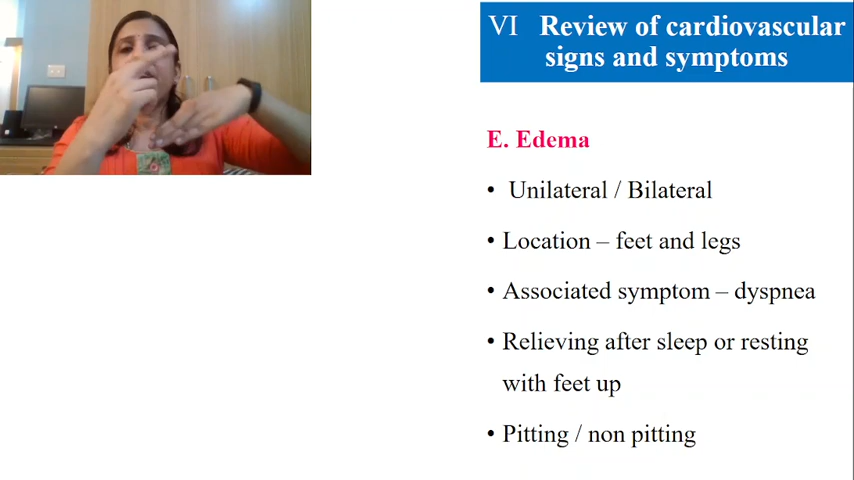 VI Review of cardiovascular
signs and symptoms
E. Edema
• Unilateral / Bilateral
• Location – feet and legs
• Associated symptom – dyspnea
• Relieving after sleep or resting
with feet up
• Pitting / non pitting